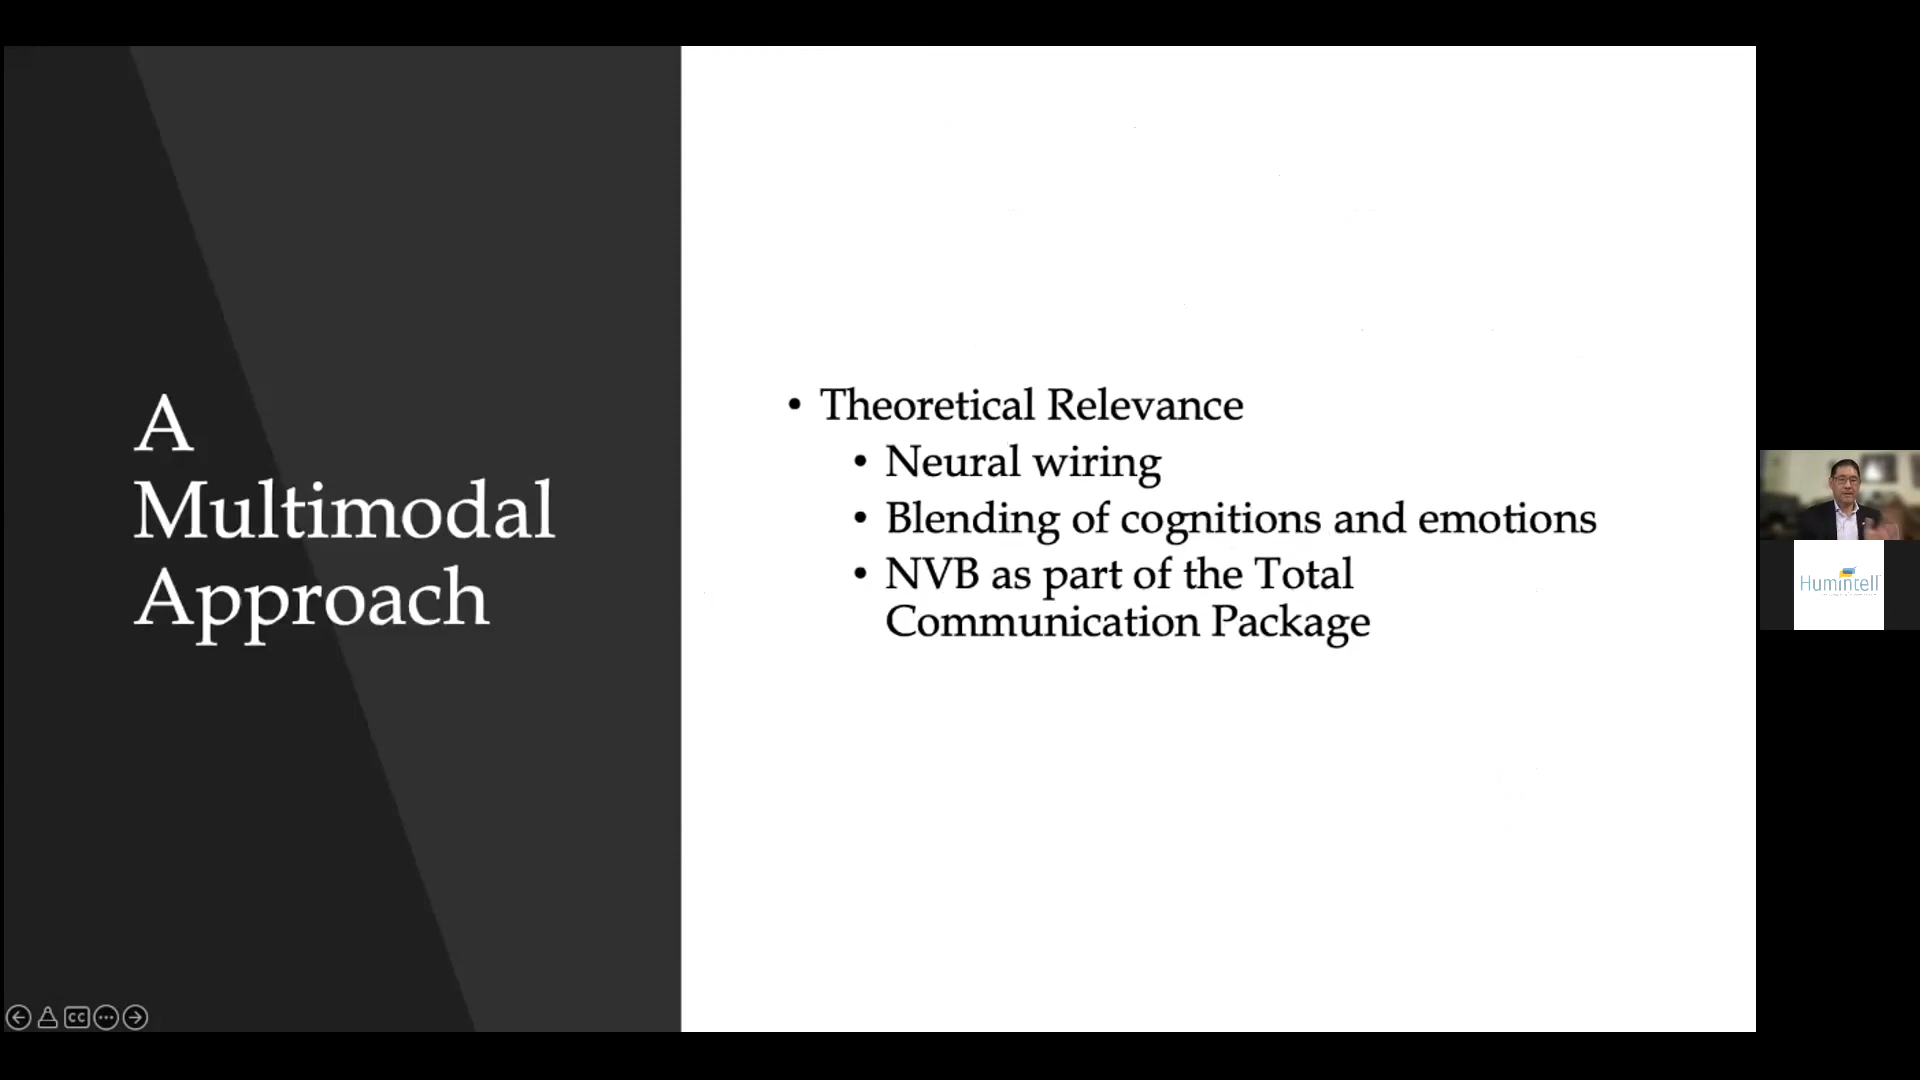 A
Multimodal
Approach
• Theoretical Relevance
• Neural wiring
• Blending of cognitions and emotions
• NVB as part of the Total
Communication Package
Humintell
CC